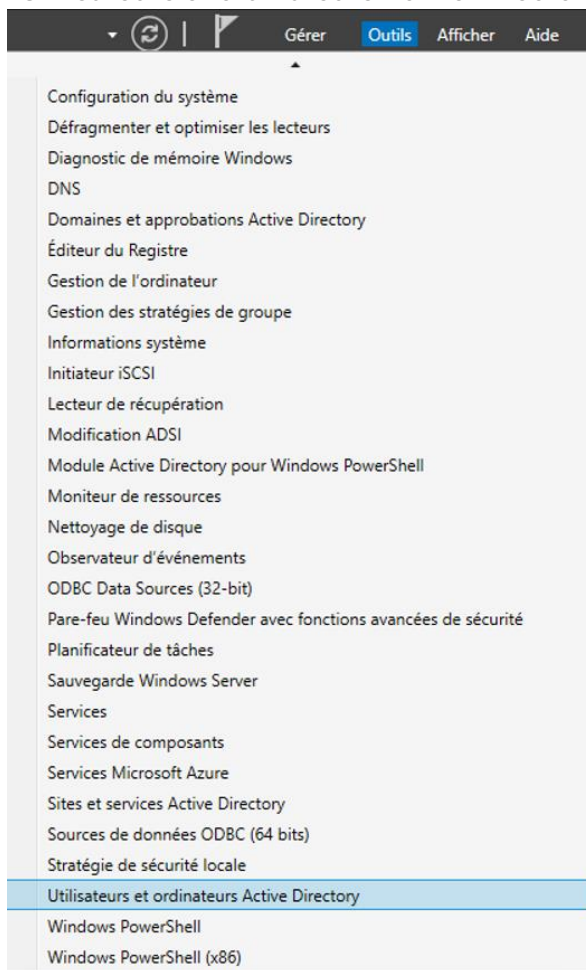 Gérer Outils Afficher Aide
Configuration du système
Défragmenter et optimiser les lecteurs
Diagnostic de mémoire Windows
DNS
Domaines et approbations Active Directory
Éditeur du Registre
Gestion de l'ordinateur
Gestion des stratégies de groupe
Informations système
Initiateur iSCSI
Lecteur de récupération
Modification ADSI
Module Active Directory pour Windows PowerShell
Moniteur de ressources
Nettoyage de disque
Observateur d'événements
ODBC Data Sources (32-bit)
Pare-feu Windows Defender avec fonctions avancées de sécurité
Planificateur de tâches
Sauvegarde Windows Server
Services
Services de composants
Services Microsoft Azure
Sites et services Active Directory
Sources de données ODBC (64 bits)
Stratégie de sécurité locale
Utilisateurs et ordinateurs Active Directory
Windows PowerShell
Windows PowerShell (x86)